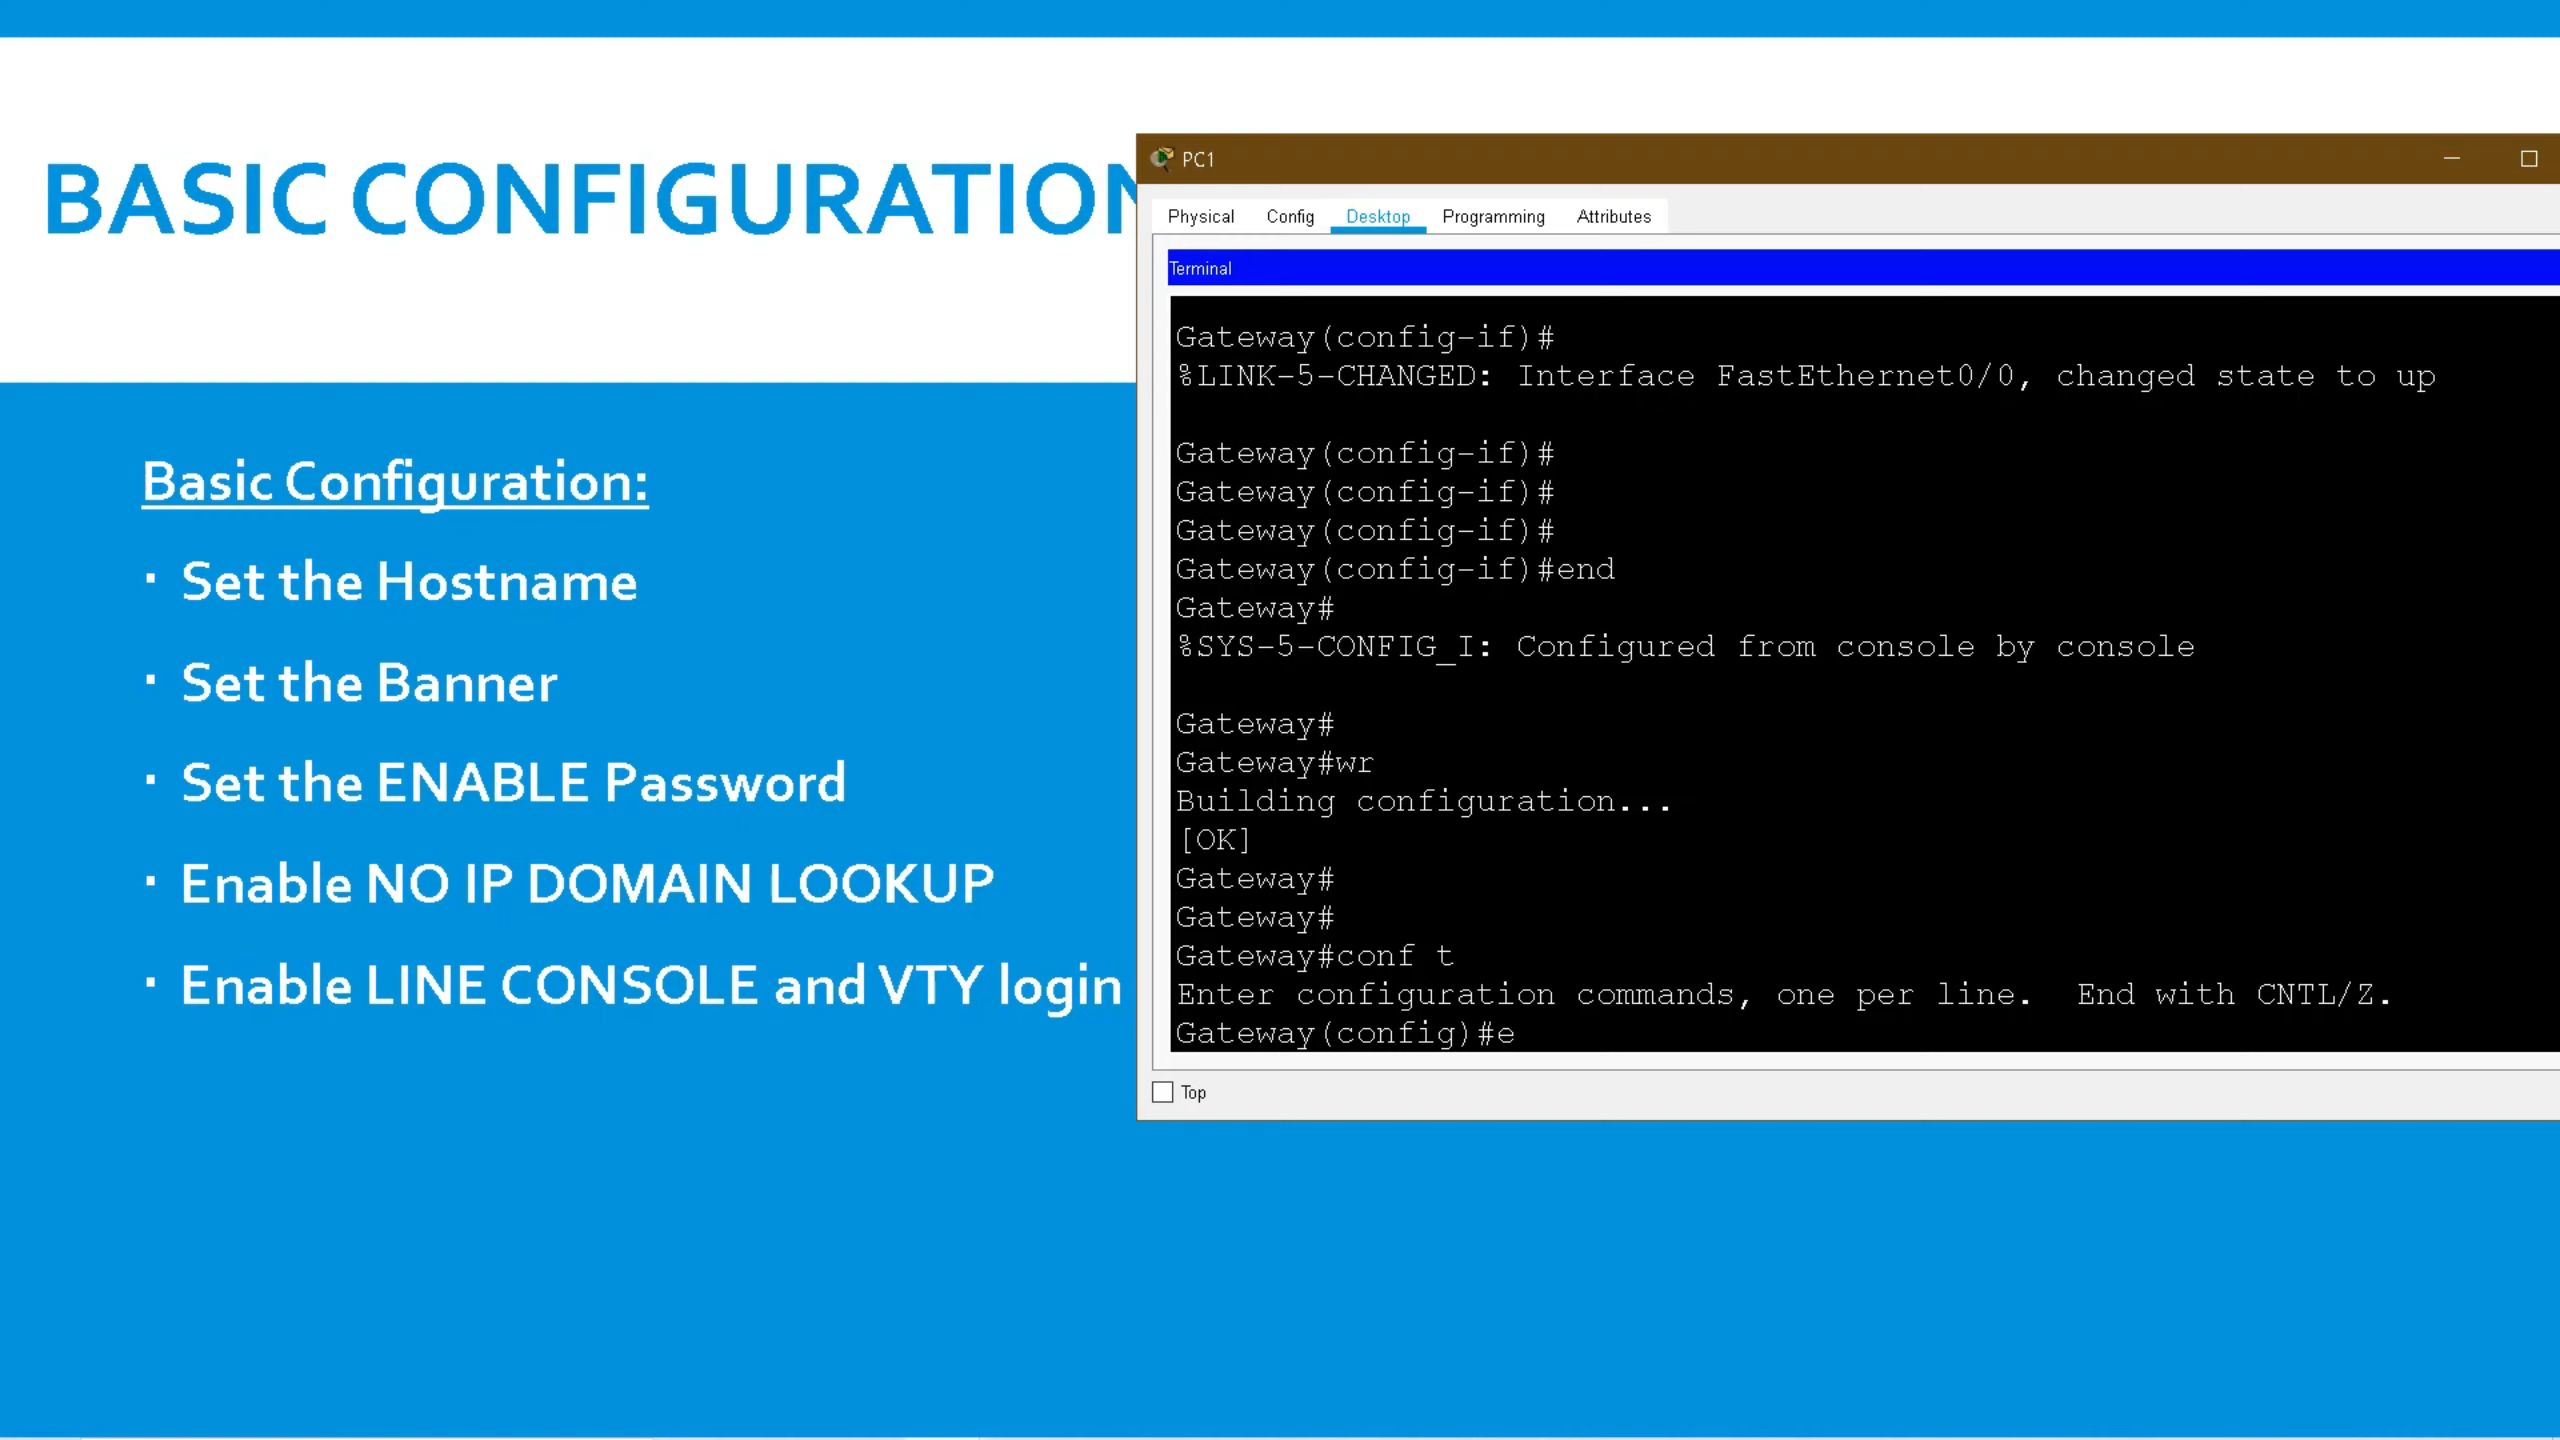 BASIC CONFIGURATION
Basic Configuration:
▪ Set the Hostname
▪ Set the Banner
▪ Set the ENABLE Password
▪ Enable NO IP DOMAIN LOOKUP
▪ Enable LINE CONSOLE and VTY login
PC1
Physical Config Desktop Programming Attributes
Terminal
Gateway(config-if)#
%LINK-5-CHANGED: Interface FastEthernet0/0, changed state to up
Gateway(config-if)#
Gateway(config-if)#
Gateway(config-if)#
Gateway(config-if)#end
Gateway#
%SYS-5-CONFIG_I: Configured from console by console
Gateway#
Gateway#wr
Building configuration...
[OK]
Gateway#
Gateway#
Gateway#conf t
Enter configuration commands, one per line.  End with CNTL/Z.
Gateway(config)#e
Top